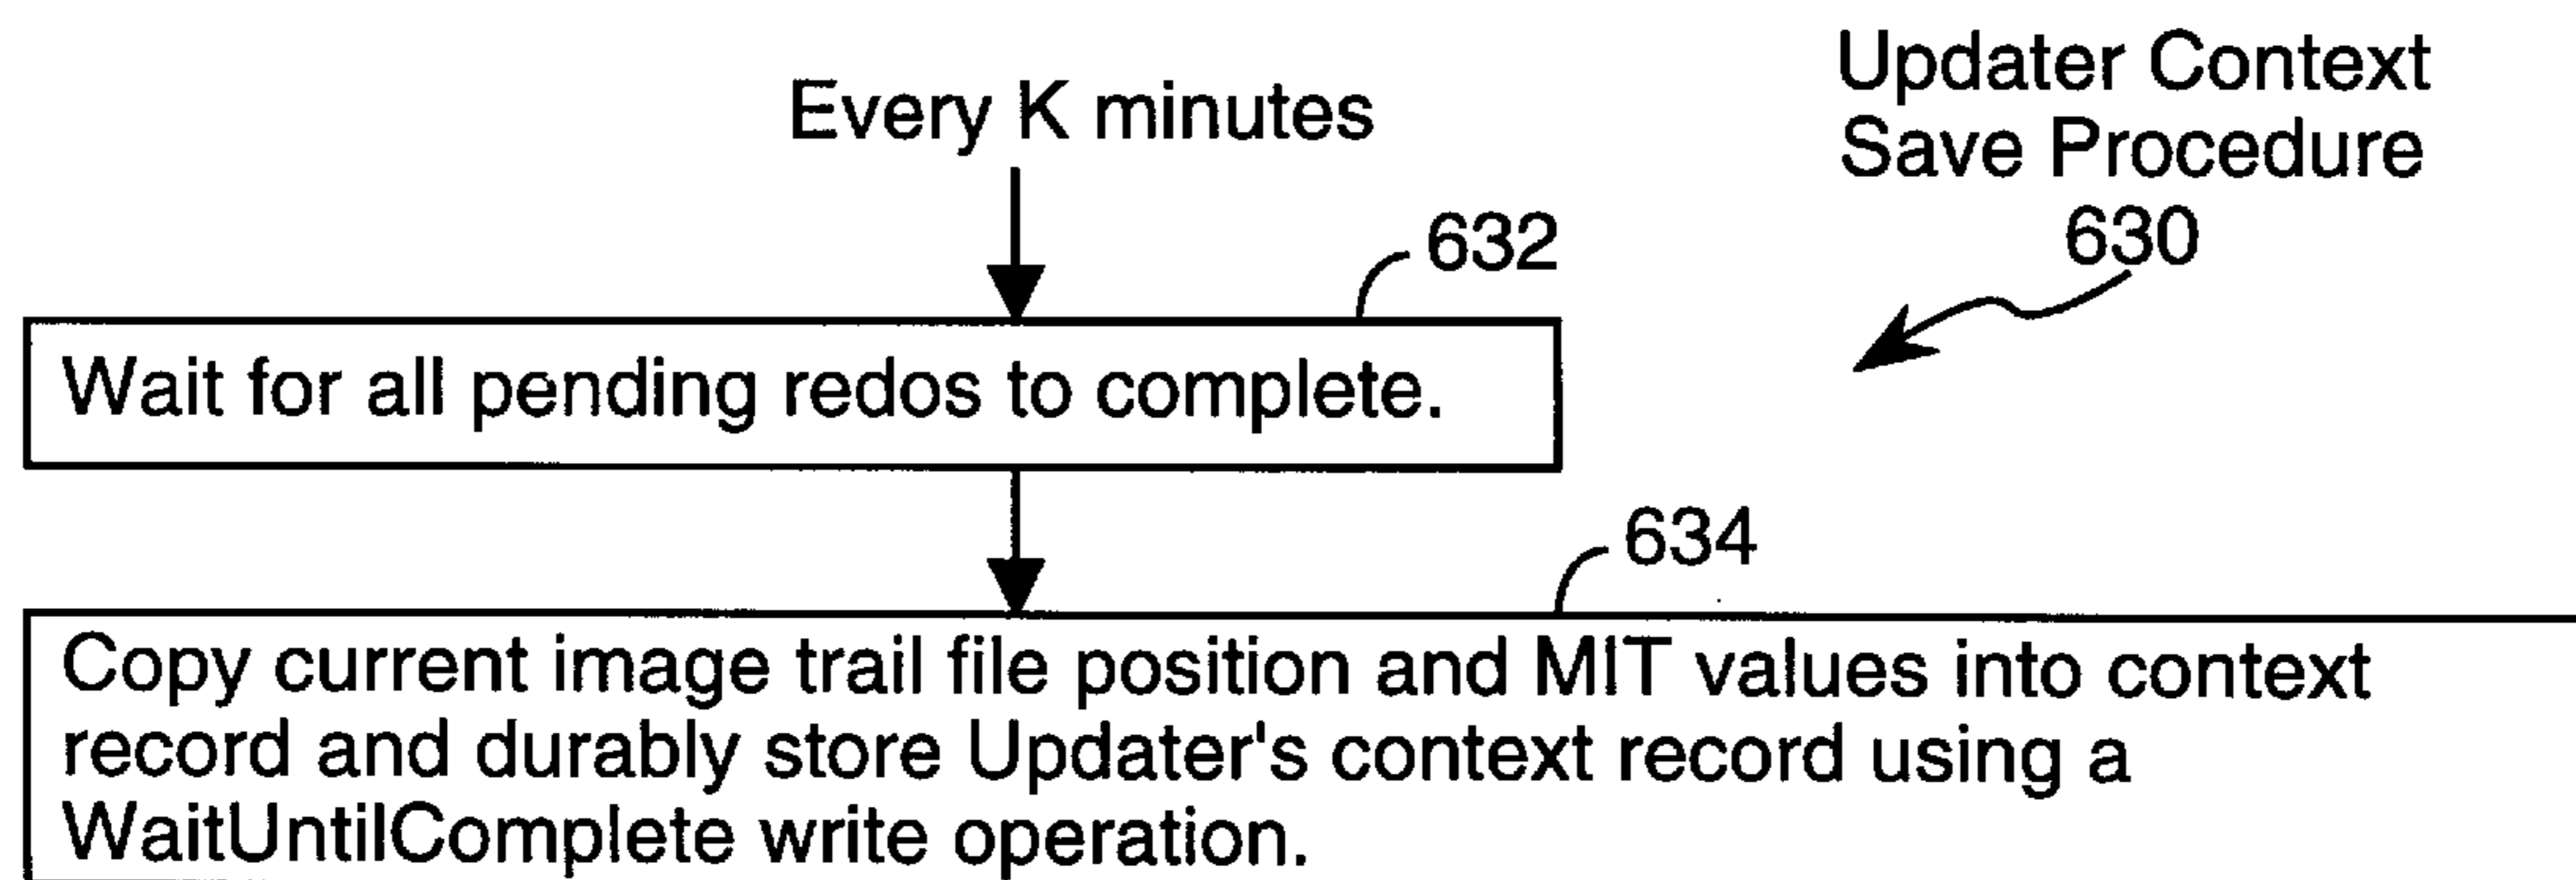 Updater Context
Save Procedure
630
Every K minutes
632
Wait for all pending redos to complete.
634
Copy current image trail file position and MIT values into context
record and durably store Updater's context record using a
WaitUntilComplete write operation.